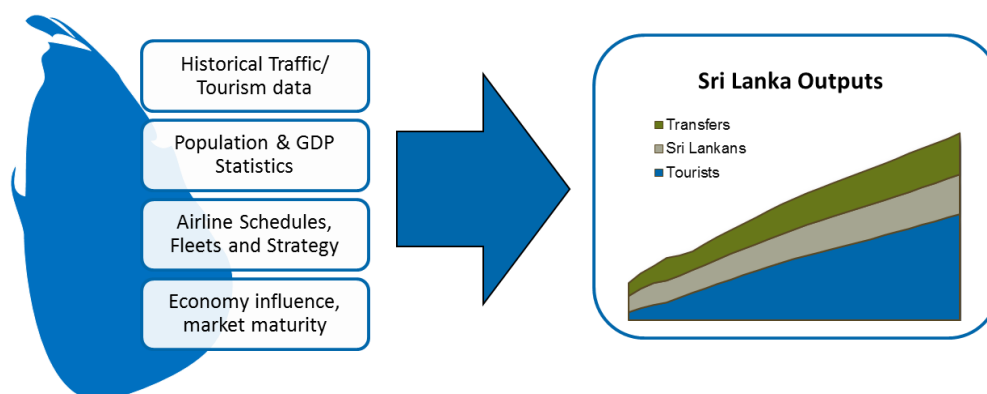 Historical Traffic/
Tourism data
Population & GDP
Statistics
Airline Schedules,
Fleets and Strategy
Economy influence,
market maturity
Sri Lanka Outputs
Transfers
Sri Lankans
Tourists